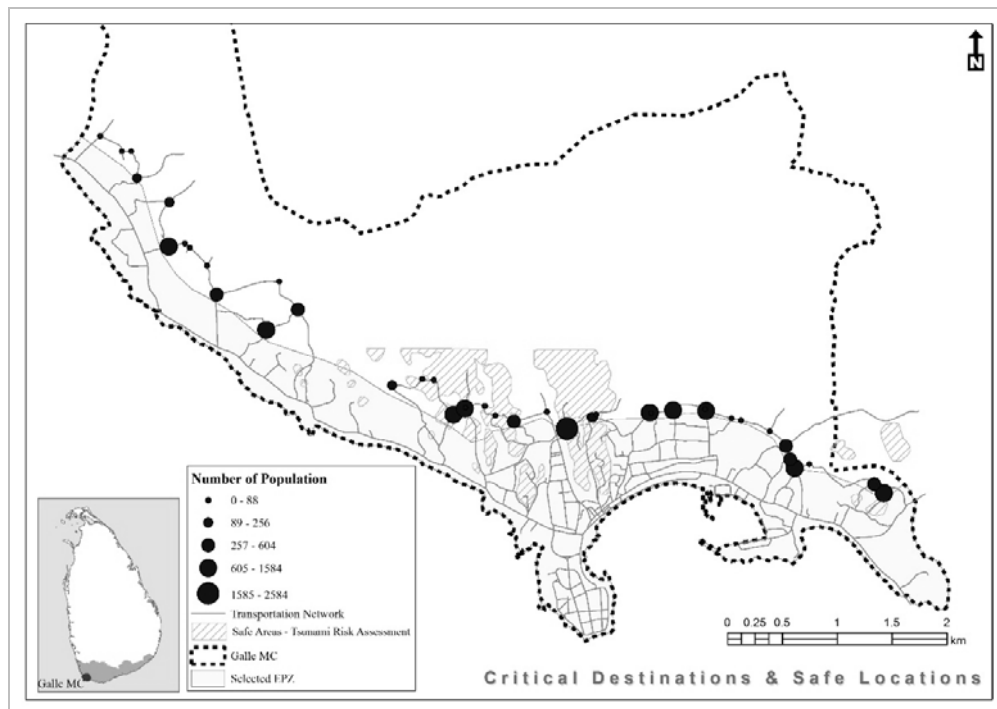 N
Number of Population
0 - 88
89 - 256
257 - 604
605 - 1584
1585 - 2584
Transportation Network
Safe Areas - Tsunami Risk Assessment
Galle MC
Selected EPZ
Galle MC
0 0.25 0.5 1 1.5 2
km
Critical Destinations & Safe Locations